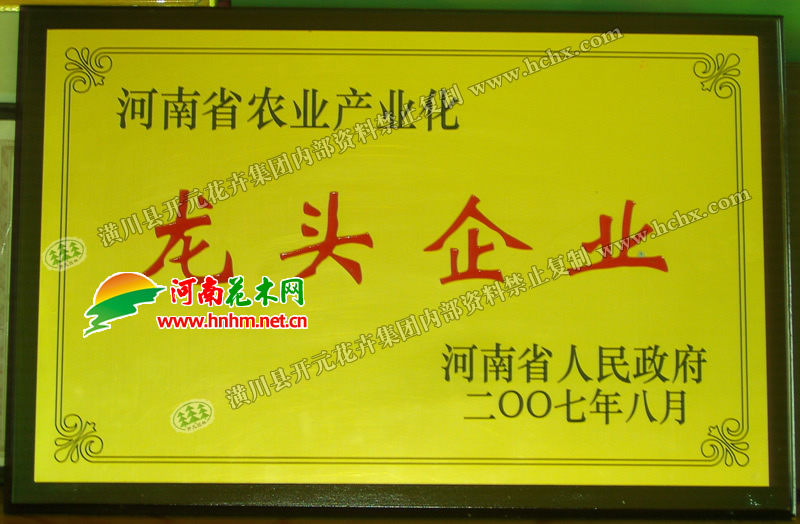 河南省农业产业化
龙头企业
河南省人民政府
二〇〇七年八月
潢川县开元花卉集团内部资料禁止复制 www.hchx.com
潢川县开元花卉集团内部资料禁止复制 www.hchx.com
河南花木网
www.hnhm.net.cn